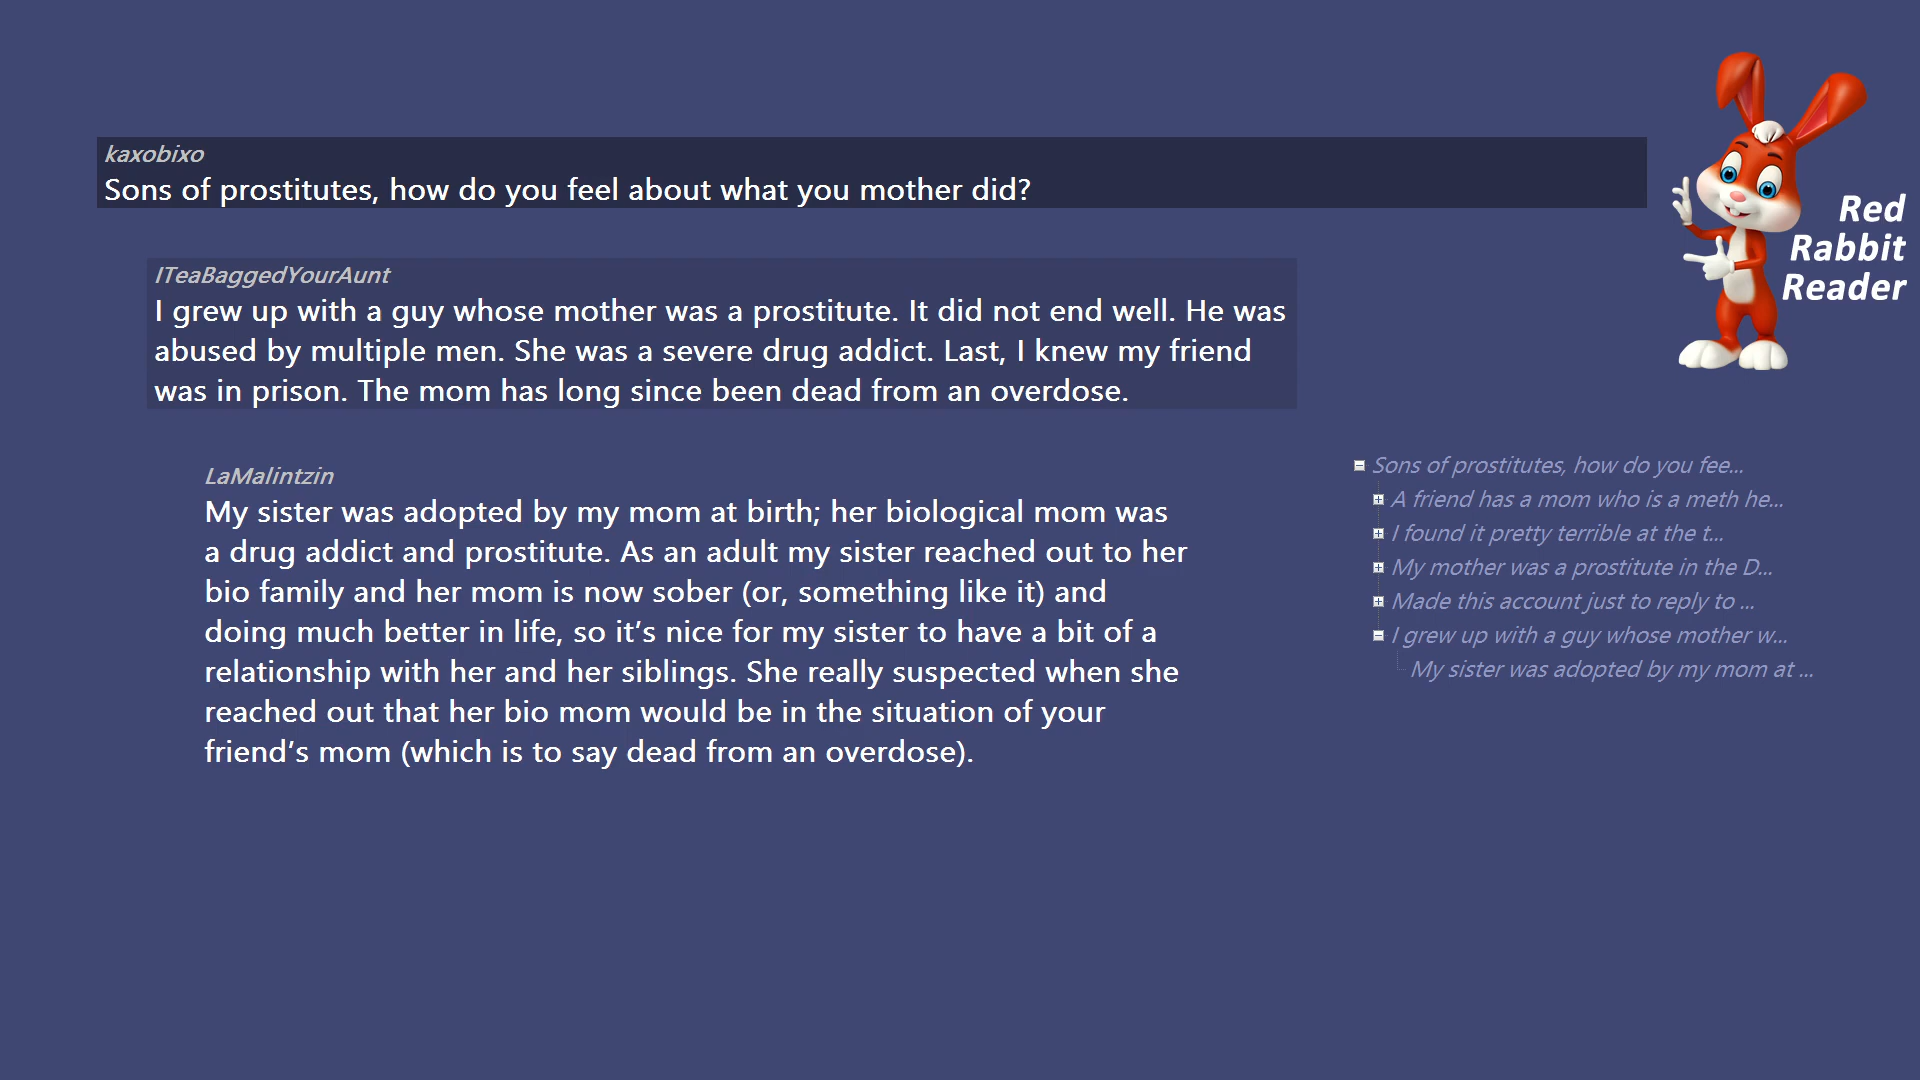 kaxobixo
Sons of prostitutes, how do you feel about what you mother did?
ITeaBaggedYourAunt
I grew up with a guy whose mother was a prostitute. It did not end well. He was
abused by multiple men. She was a severe drug addict. Last, I knew my friend
was in prison. The mom has long since been dead from an overdose.
LaMalintzin
My sister was adopted by my mom at birth; her biological mom was
a drug addict and prostitute. As an adult my sister reached out to her
bio family and her mom is now sober (or, something like it) and
doing much better in life, so it’s nice for my sister to have a bit of a
relationship with her and her siblings. She really suspected when she
reached out that her bio mom would be in the situation of your
friend’s mom (which is to say dead from an overdose).
Red
Rabbit
Reader
Sons of prostitutes, how do you fee...
A friend has a mom who is a meth he...
I found it pretty terrible at the t...
My mother was a prostitute in the D...
Made this account just to reply to ...
I grew up with a guy whose mother w...
My sister was adopted by my mom at ...